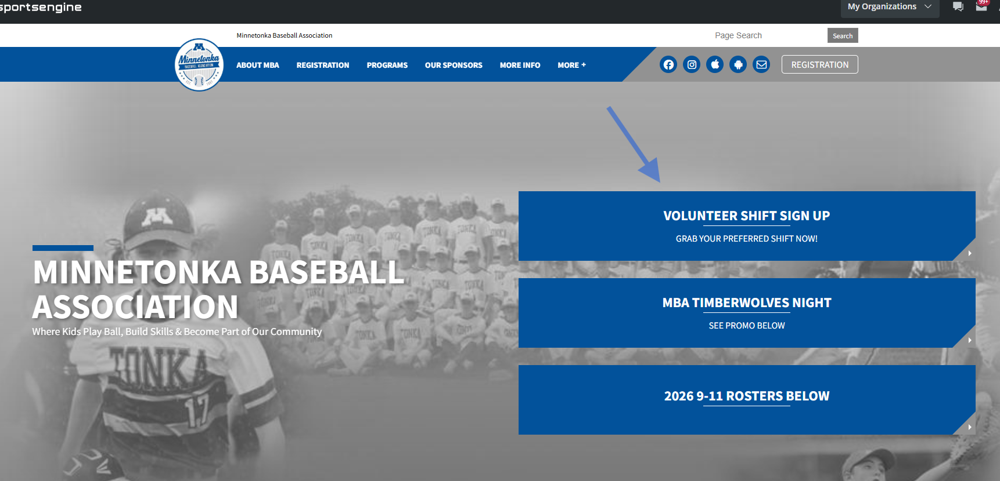 sportsengine
My Organizations
99+
Minnetonka Baseball Association
Page Search
Search
Minnetonka
BASEBALL ASSOCIATION
ABOUT MBA
REGISTRATION
PROGRAMS
OUR SPONSORS
MORE INFO
MORE +
REGISTRATION
VOLUNTEER SHIFT SIGN UP
GRAB YOUR PREFERRED SHIFT NOW!
MINNETONKA BASEBALL
ASSOCIATION
Where Kids Play Ball, Build Skills & Become Part of Our Community
MBA TIMBERWOLVES NIGHT
SEE PROMO BELOW
2026 9-11 ROSTERS BELOW
TONKA
17